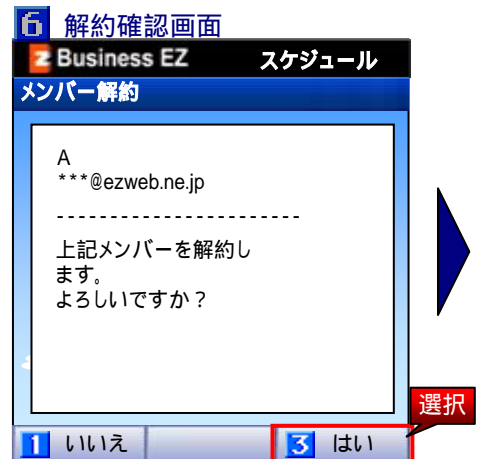 6 解約確認画面
Business EZ スケジュール
メンバー解約
A
***@ezweb.ne.jp
-----------------------
上記メンバーを解約し
ます。
よろしいですか？
選択
1 いいえ 3 はい